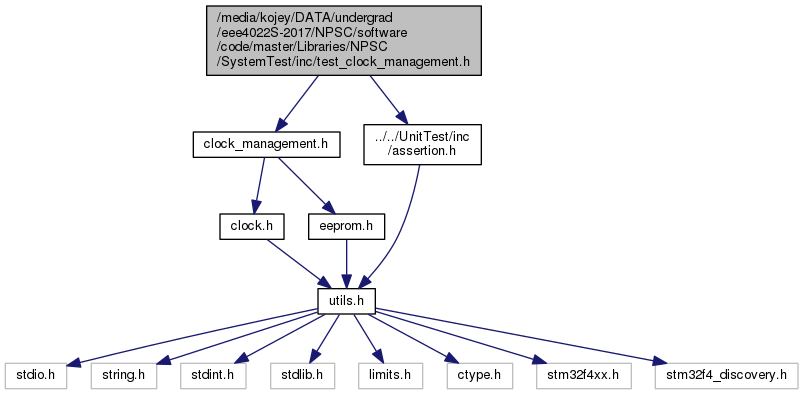 /media/kojey/DATA/undergrad
/eee4022S-2017/NPSC/software
/code/master/Libraries/NPSC
/SystemTest/inc/test_clock_management.h
clock_management.h
../../UnitTest/inc
/assertion.h
clock.h
eeprom.h
utils.h
stdio.h
string.h
stdint.h
stdlib.h
limits.h
ctype.h
stm32f4xx.h
stm32f4_discovery.h